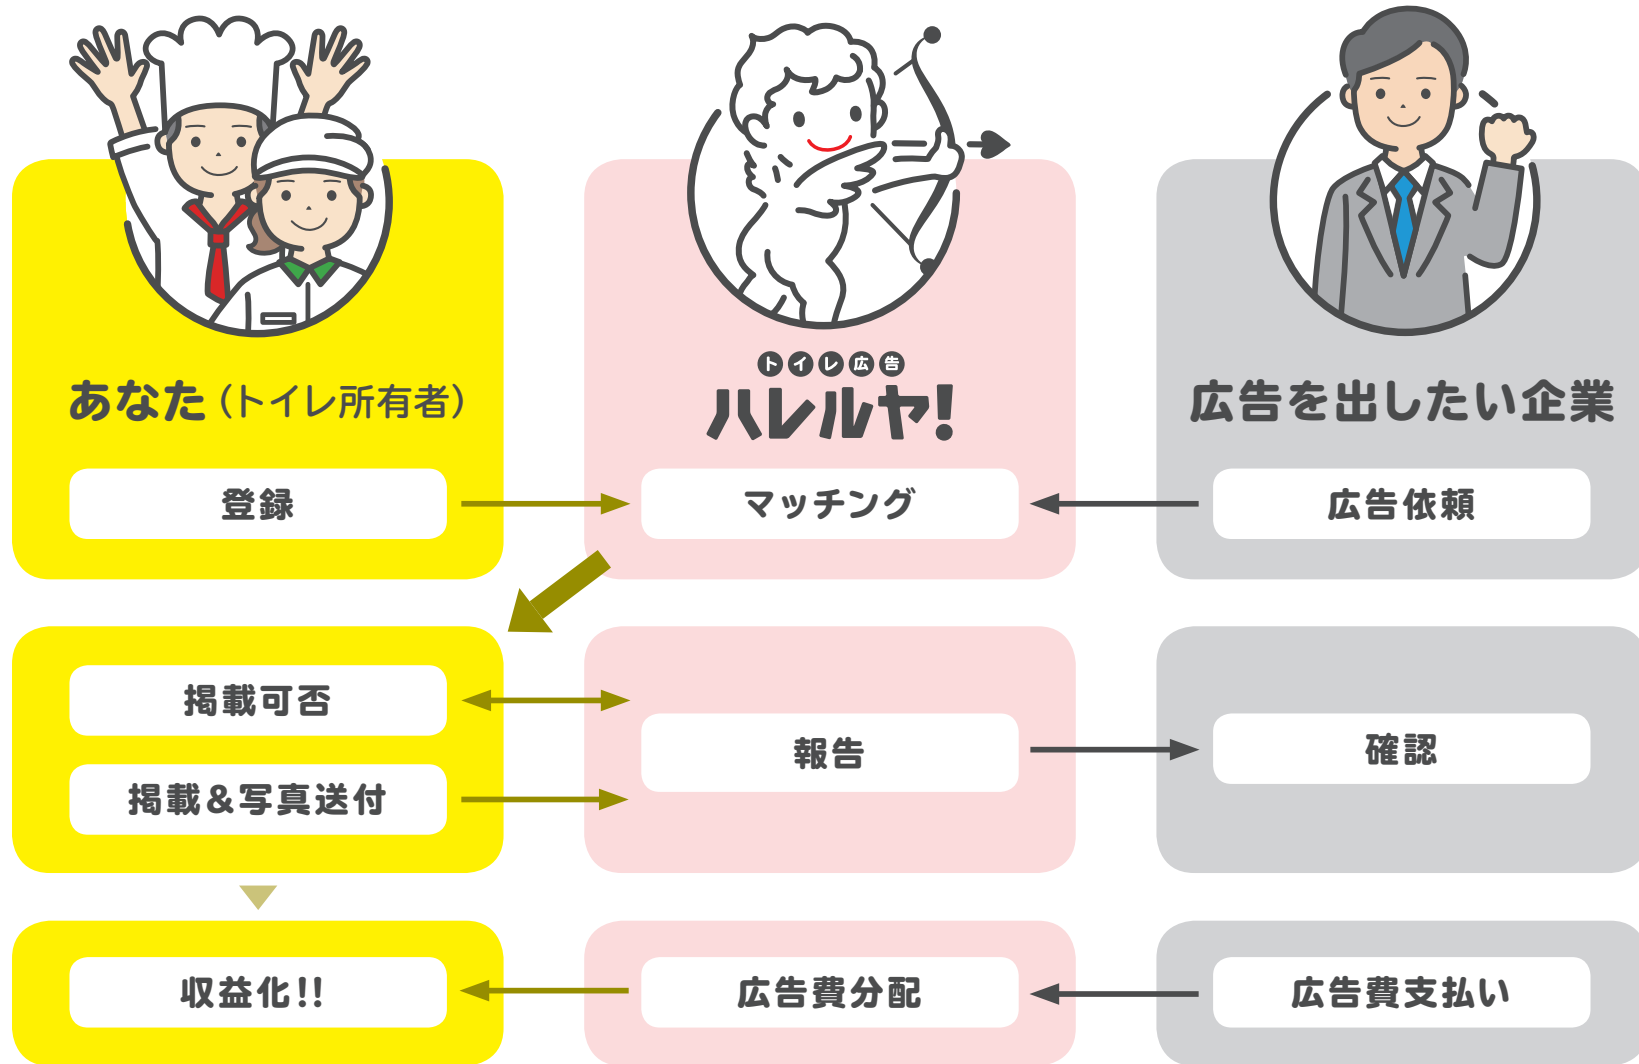 あなた（トイレ所有者）
トイレ広告
ハレルヤ!
広告を出したい企業
登録
マッチング
広告依頼
掲載可否
掲載&写真送付
報告
確認
収益化!!
広告費分配
広告費支払い